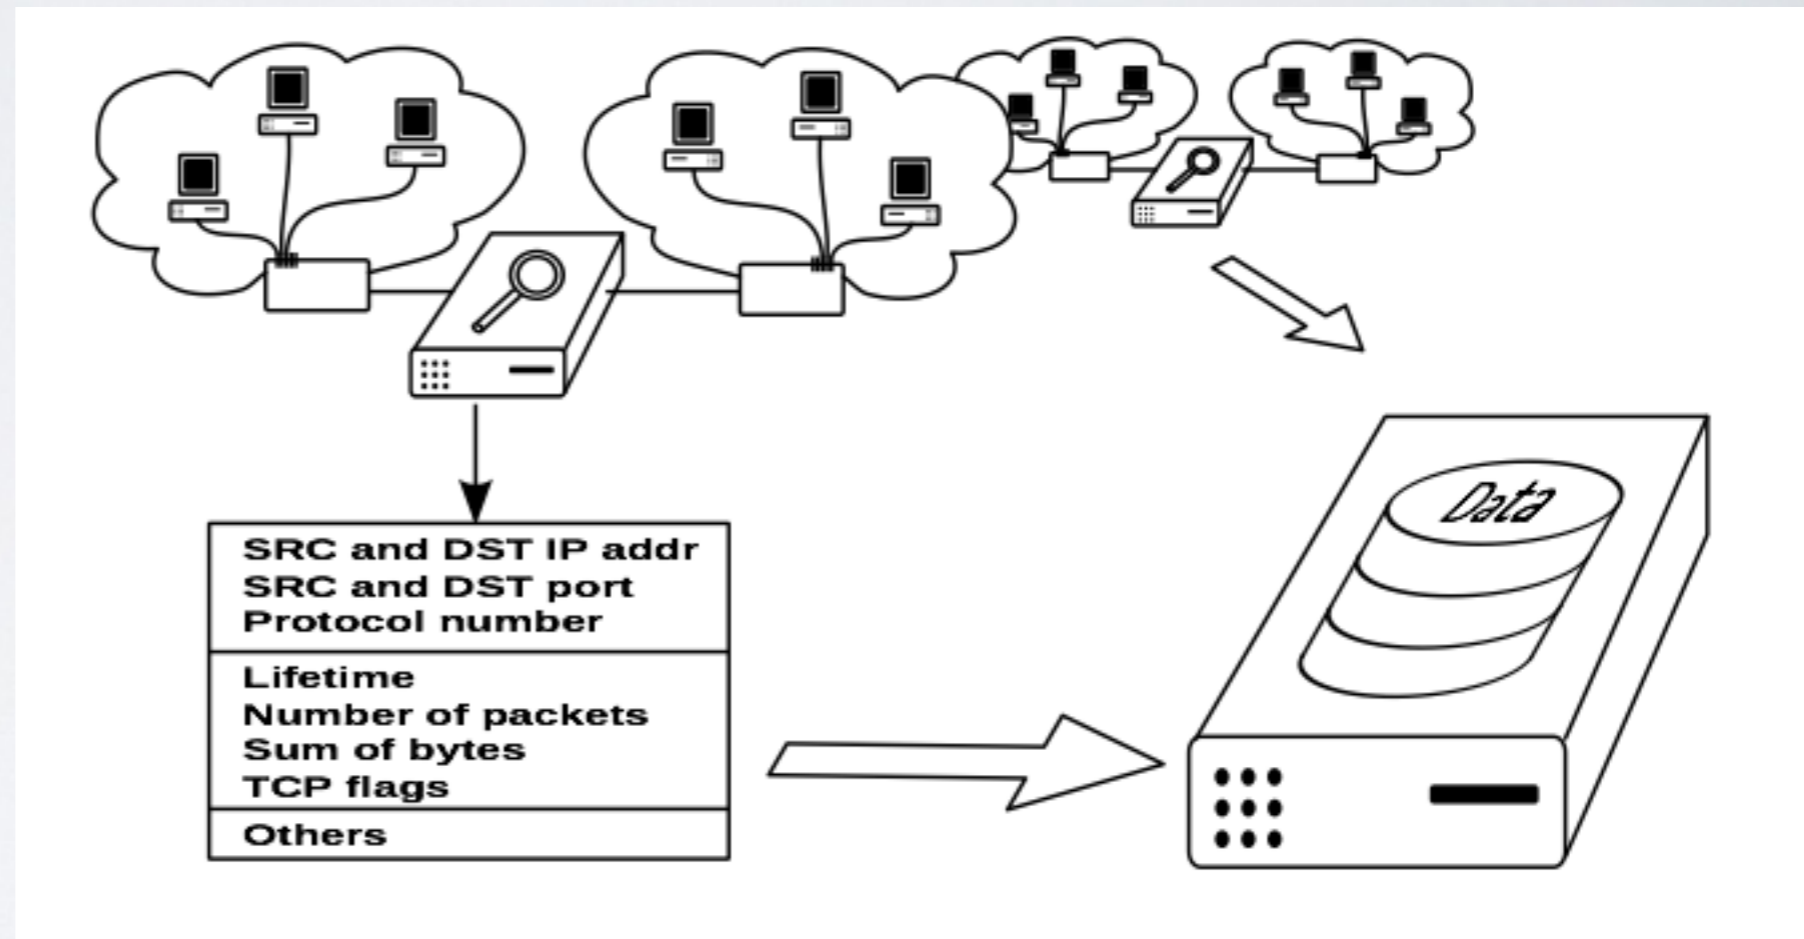 SRC and DST IP addr
SRC and DST port
Protocol number
Lifetime
Number of packets
Sum of bytes
TCP flags
Others
Data